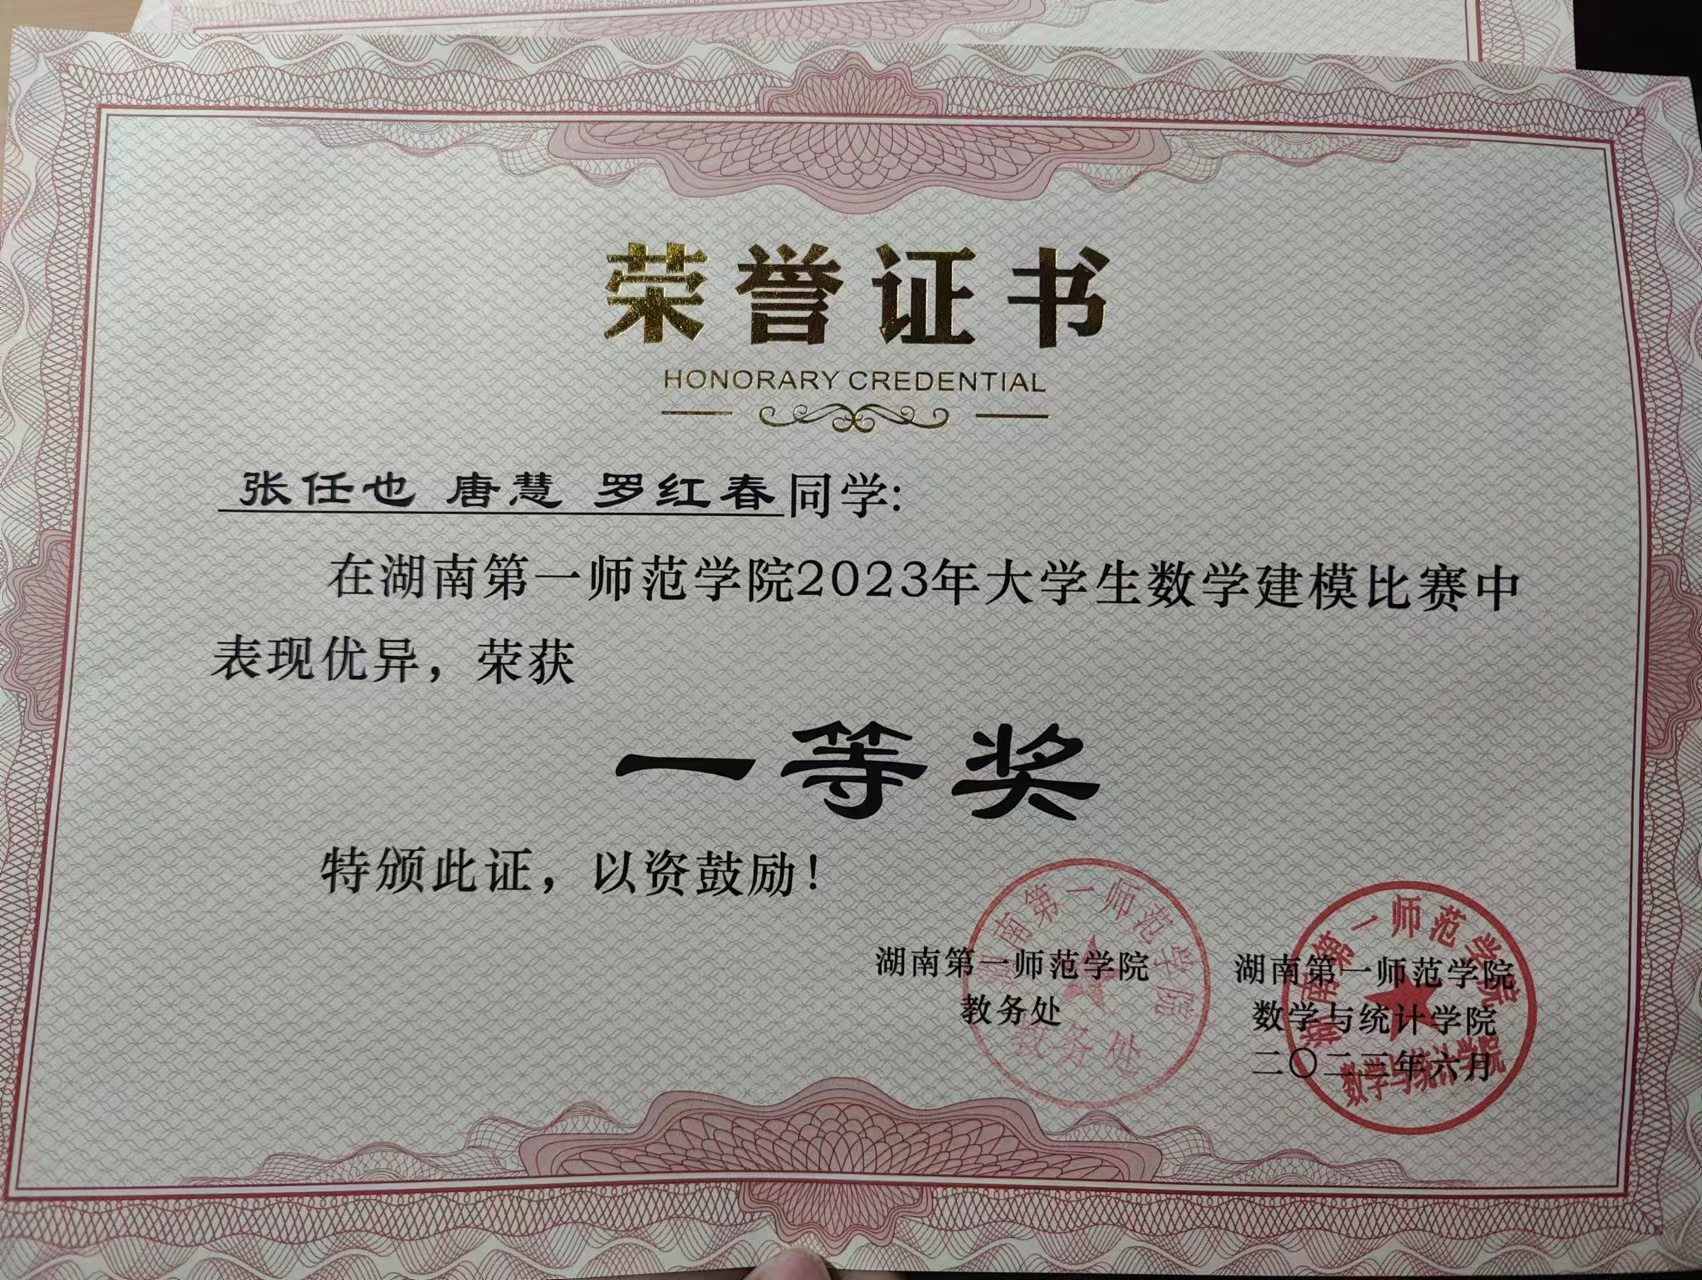 荣誉证书
HONORARY CREDENTIAL
张任也 唐慧 罗红春同学:
在湖南第一师范学院2023年大学生数学建模比赛中
表现优异，荣获
一等奖
特颁此证，以资鼓励！
湖南第一师范学院
教务处
湖南第一师范学院
数学与统计学院
二〇二三年六月
湖南第一师范学院
教务处
湖南第一师范学院
数学与统计学院